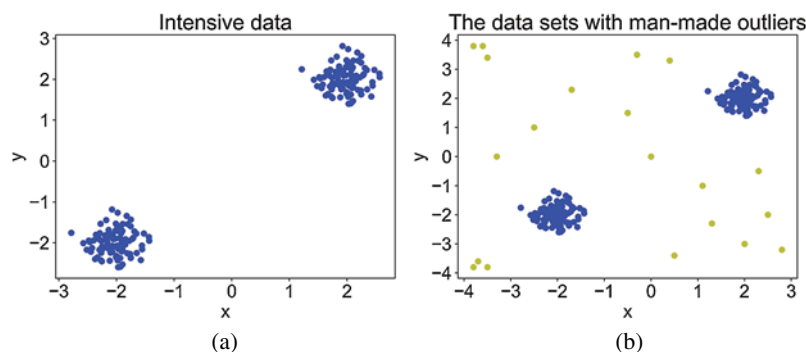 Intensive data
3
2
1
0
−1
−2
y
−3 −2 −1 0 1 2
x
(a)
The data sets with man-made outliers
4
3
2
1
0
−1
−2
−3
−4
y
−4 −3 −2 −1 0 1 2 3
x
(b)